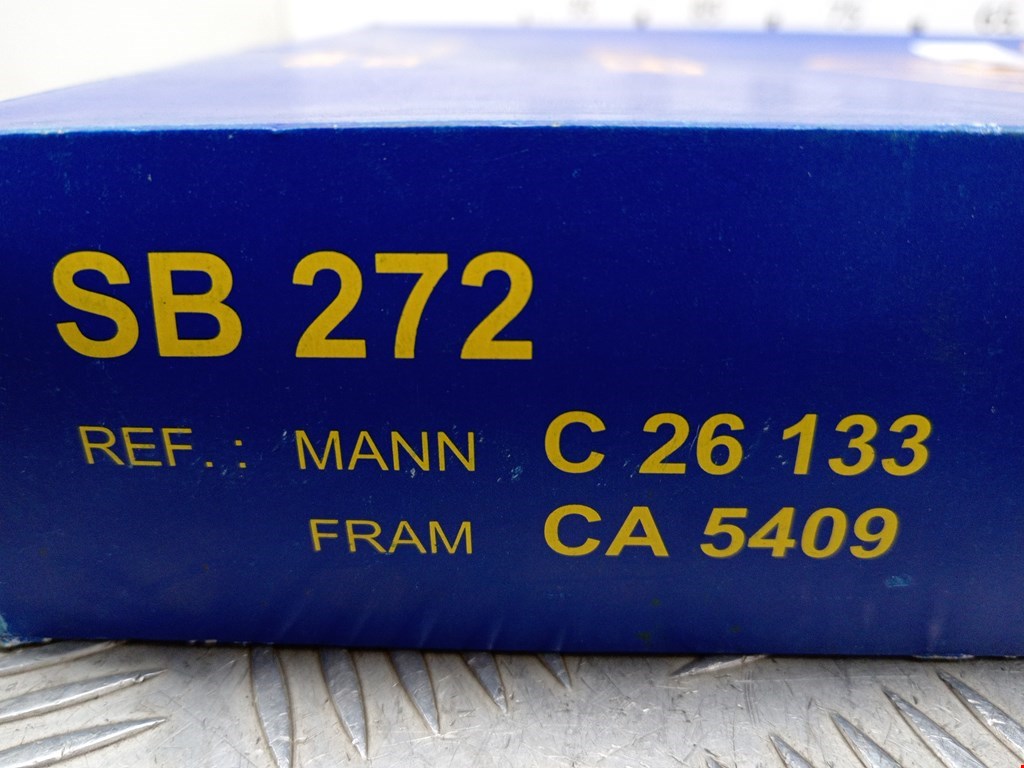 SB 272
REF. : MANN C 26 133
FRAM CA 5409